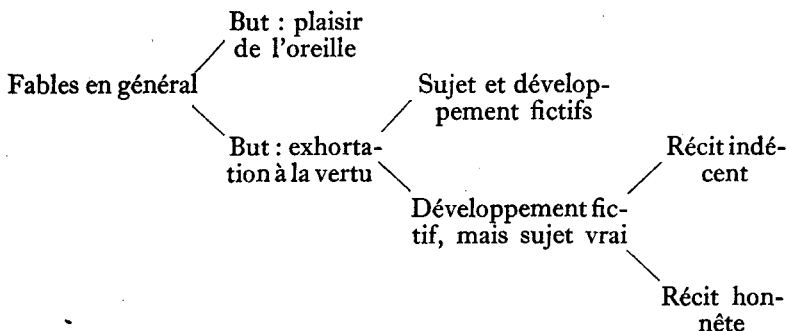 But : plaisir
de l'oreille
Fables en général
Sujet et dévelop-
pement fictifs
But : exhorta-
tion à la vertu
Récit indé-
cent
Développement fic-
tif, mais sujet vrai
Récit hon-
nête